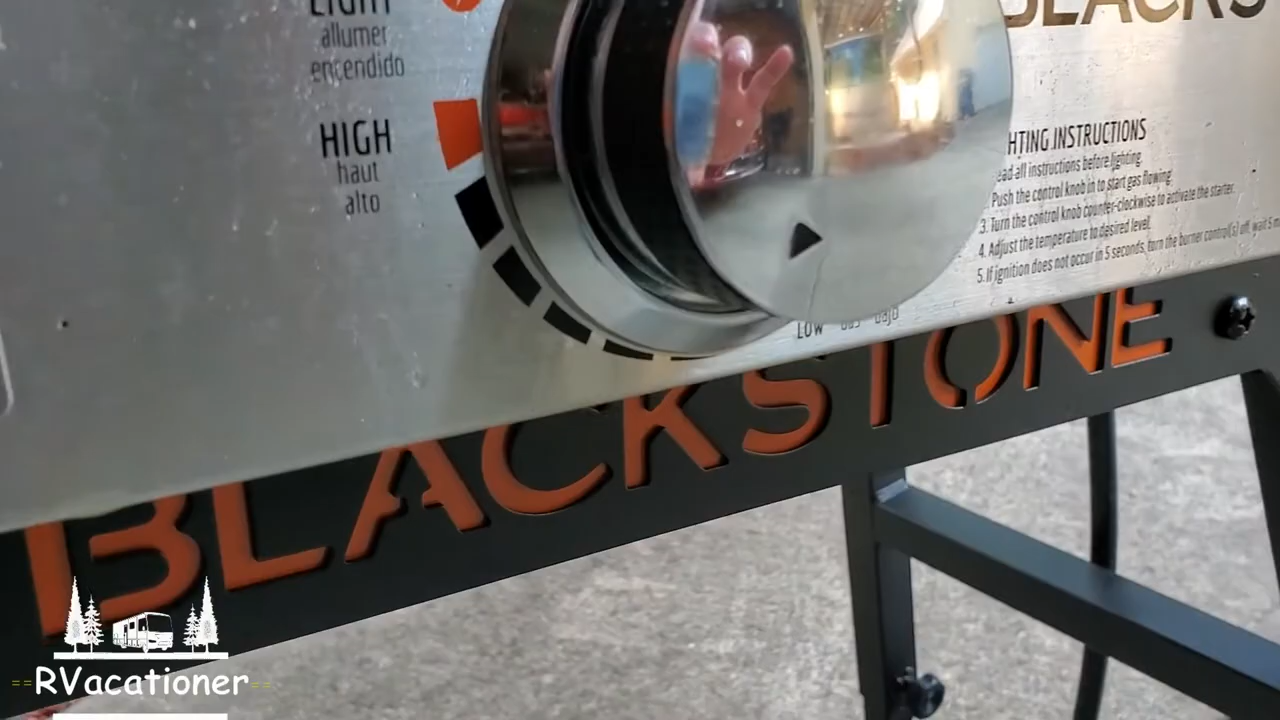 LIGHT
allumer
encendido
HIGH
haut
alto
BLACKS
HTING INSTRUCTIONS
ead all instructions before lighting.
Push the control knob in to start gas flowing
3. Turn the control knob counter-clockwise to activate the starter.
4. Adjust the temperature to desired level
5. If ignition does not occur in 5 seconds, turn the burner control(s) off, wait 5 m
LOW bas bajo
BLACKSTONE
RVacationer